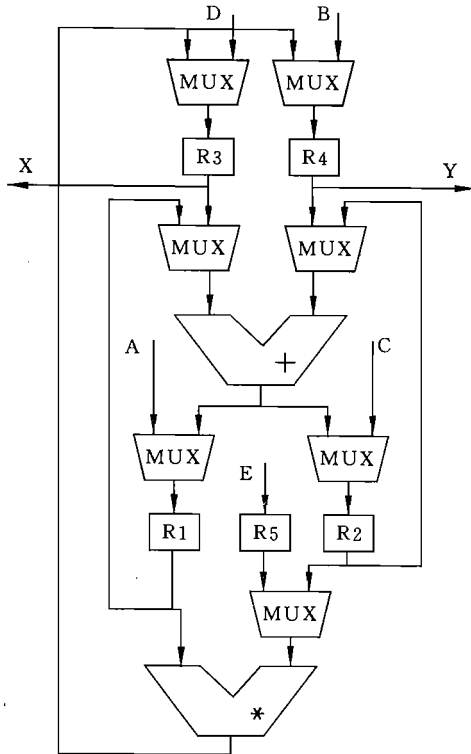 D B
MUX MUX
R3 R4
X Y
MUX MUX
+
A C
MUX MUX
E
R1 R5 R2
MUX
*